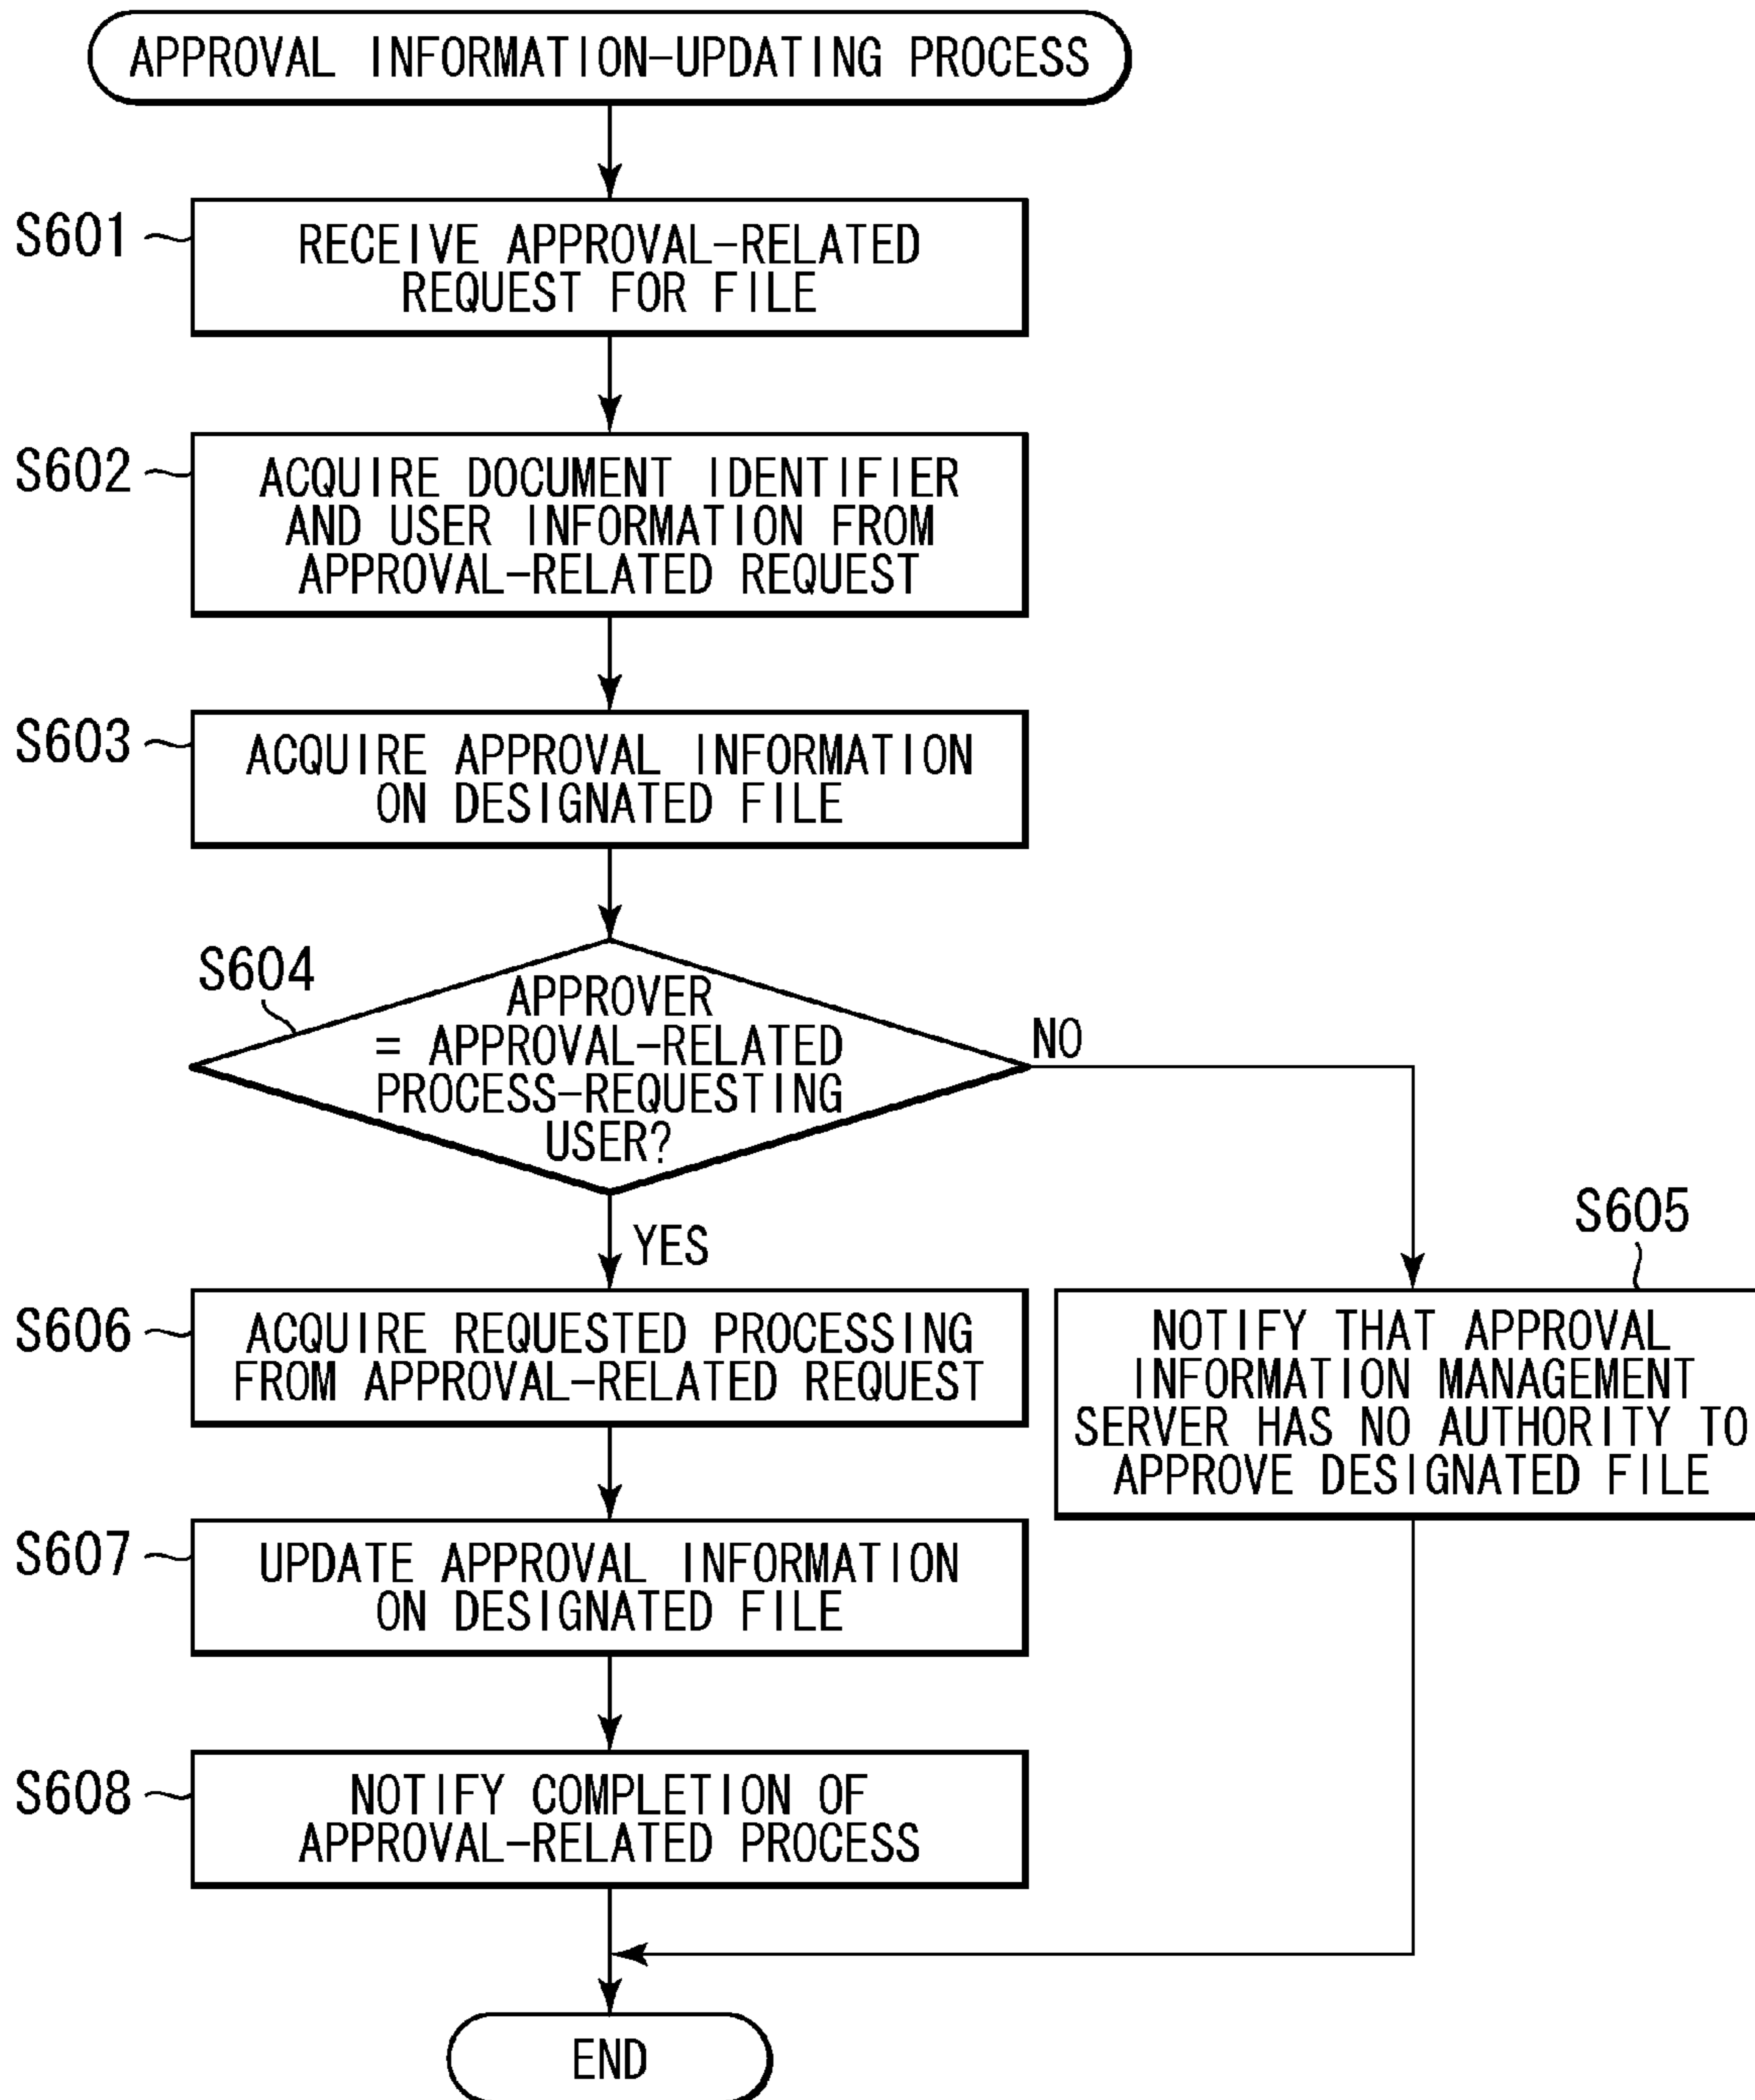 APPROVAL INFORMATION-UPDATING PROCESS
S601
RECEIVE APPROVAL-RELATED
REQUEST FOR FILE
S602
ACQUIRE DOCUMENT IDENTIFIER
AND USER INFORMATION FROM
APPROVAL-RELATED REQUEST
S603
ACQUIRE APPROVAL INFORMATION
ON DESIGNATED FILE
S604
APPROVER
= APPROVAL-RELATED
PROCESS-REQUESTING
USER?
NO
YES
S605
NOTIFY THAT APPROVAL
INFORMATION MANAGEMENT
SERVER HAS NO AUTHORITY TO
APPROVE DESIGNATED FILE
S606
ACQUIRE REQUESTED PROCESSING
FROM APPROVAL-RELATED REQUEST
S607
UPDATE APPROVAL INFORMATION
ON DESIGNATED FILE
S608
NOTIFY COMPLETION OF
APPROVAL-RELATED PROCESS
END